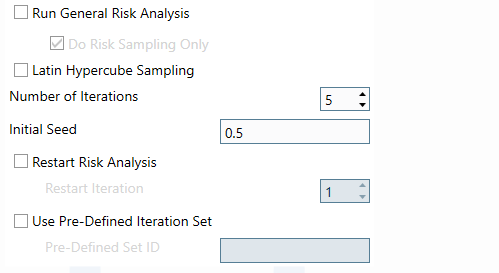 Run General Risk Analysis
Do Risk Sampling Only
Latin Hypercube Sampling
Number of Iterations 5
Initial Seed 0.5
Restart Risk Analysis
Restart Iteration 1
Use Pre-Defined Iteration Set
Pre-Defined Set ID